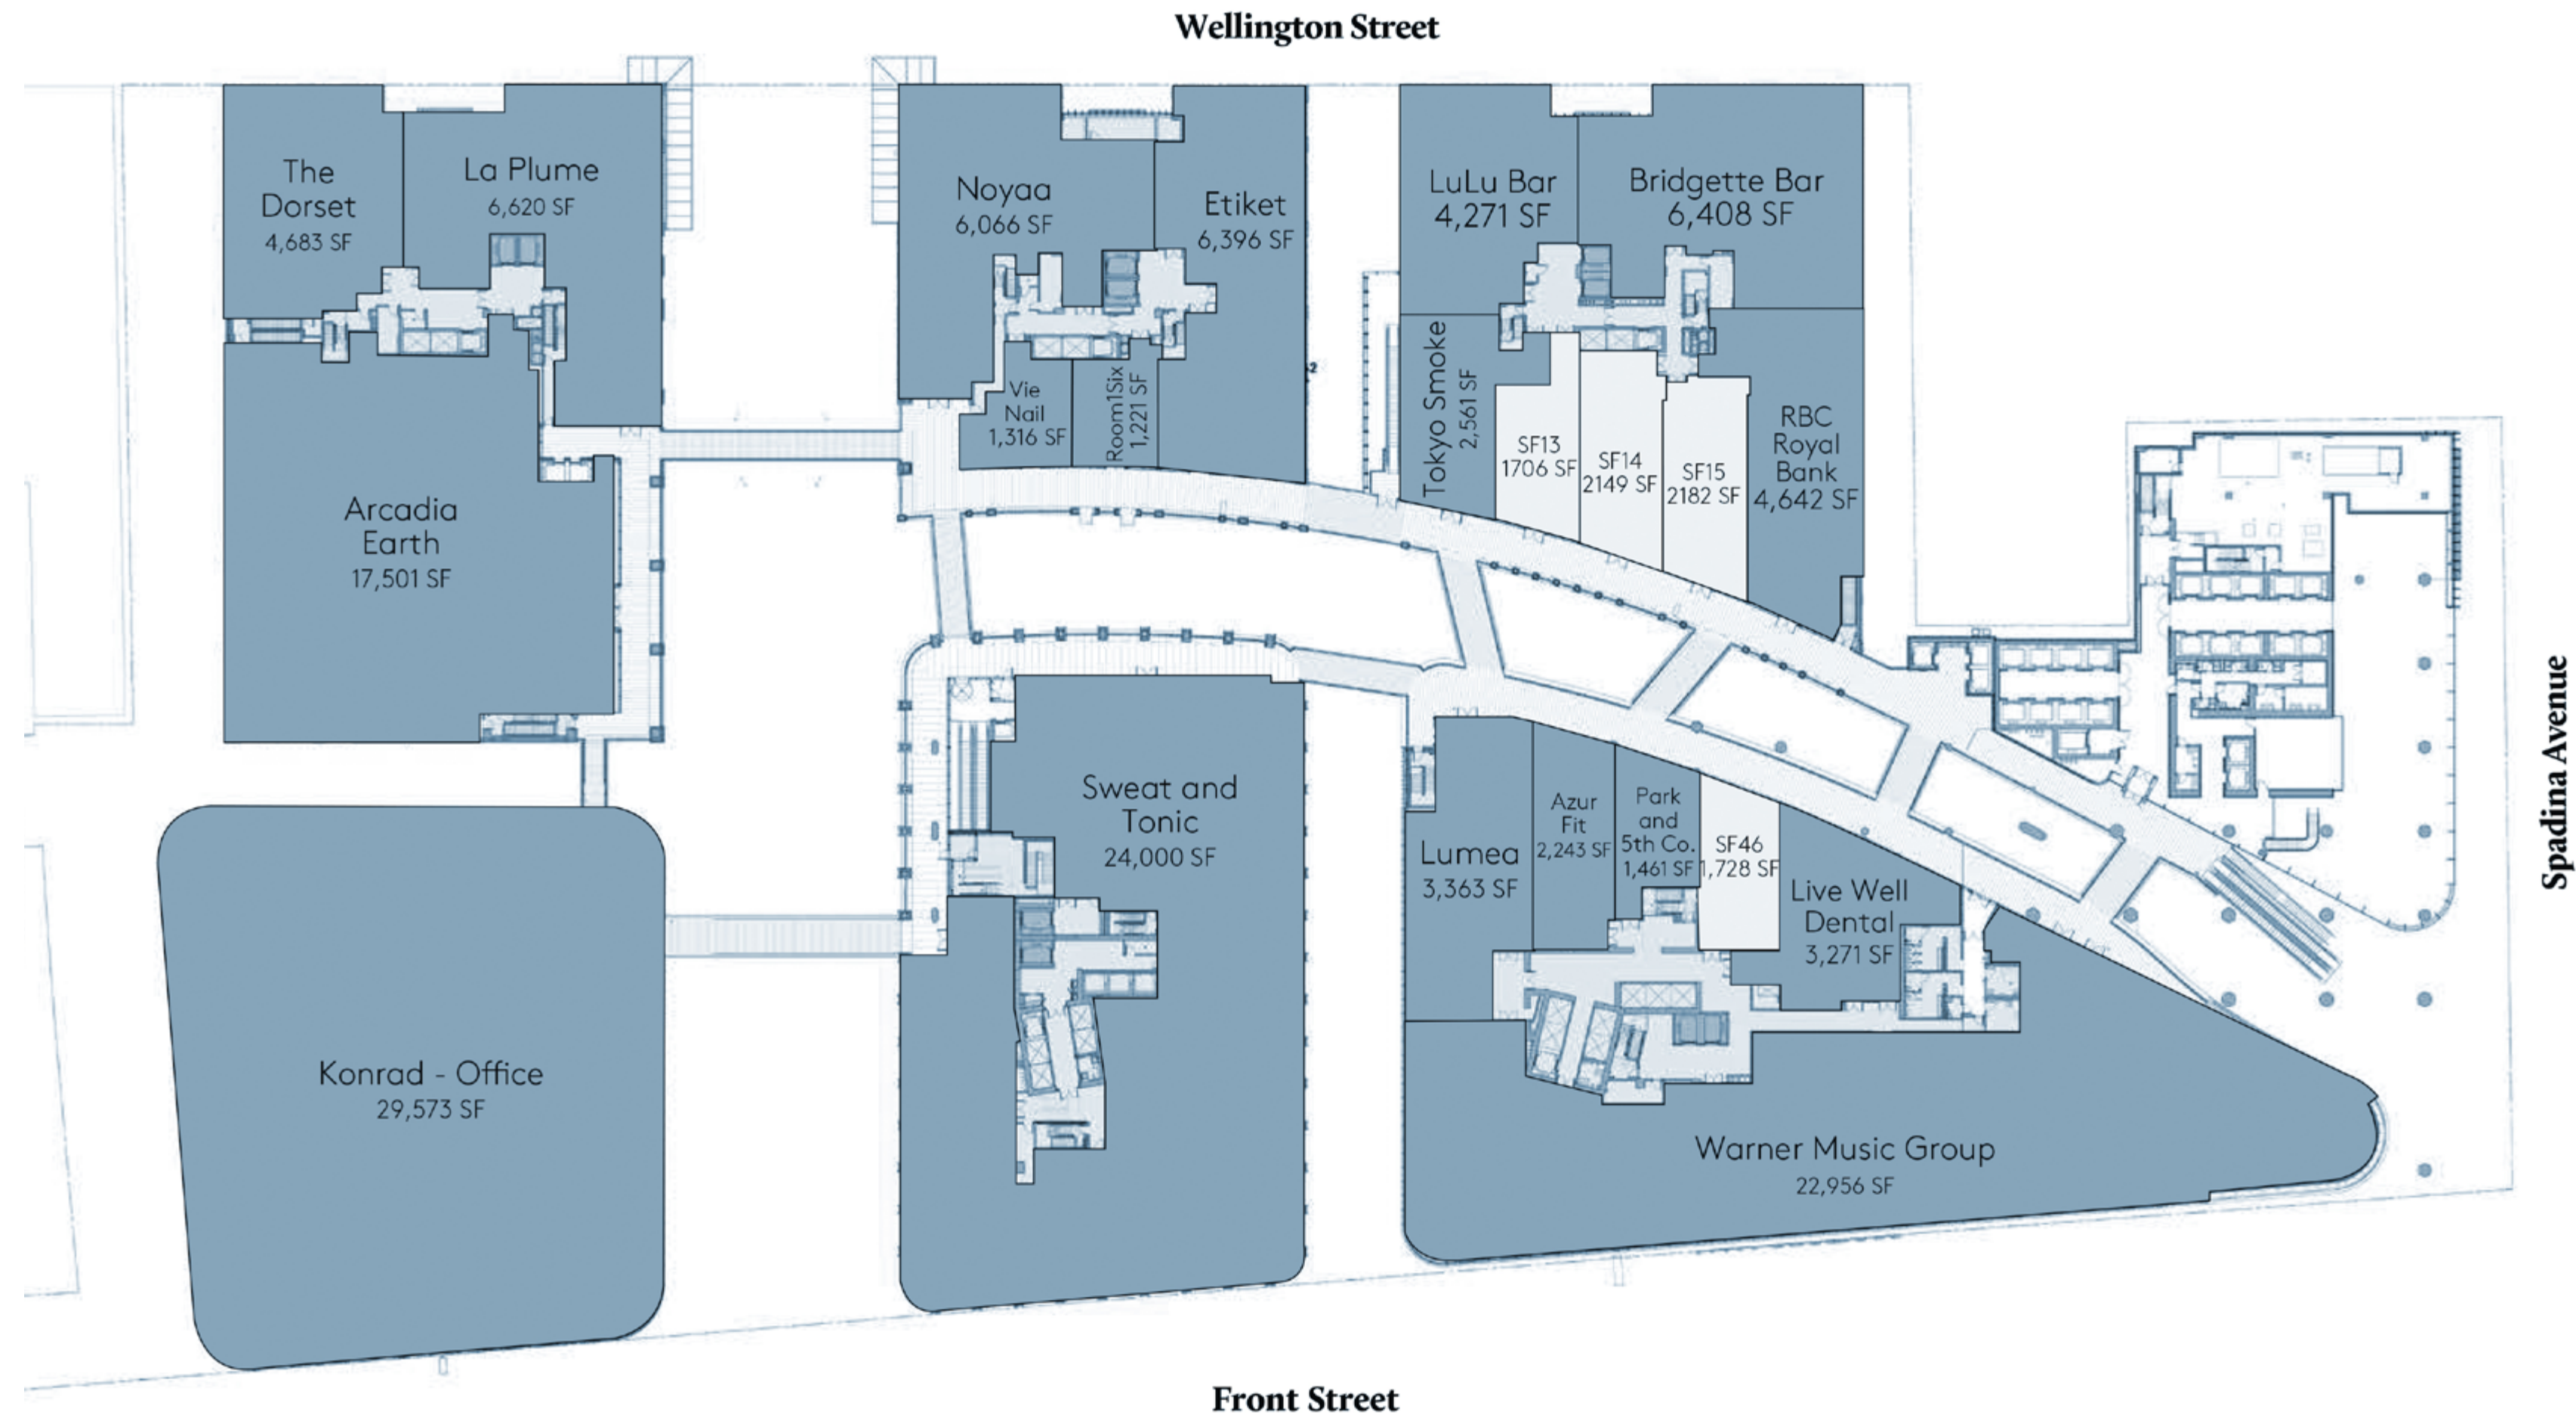 Wellington Street
The
Dorset
4,683 SF
La Plume
6,620 SF
Noyaa
6,066 SF
Etiket
6,396 SF
LuLu Bar
4,271 SF
Bridgette Bar
6,408 SF
Arcadia
Earth
17,501 SF
Vie
Nail
1,316 SF
Room1Six
1,221 SF
Tokyo Smoke
2,561 SF
SF13
1706 SF
SF14
2149 SF
SF15
2182 SF
RBC
Royal
Bank
4,642 SF
Spadina Avenue
Konrad - Office
29,573 SF
Sweat and
Tonic
24,000 SF
Lumea
3,363 SF
Azur
Fit
2,243 SF
Park
and
5th Co.
1,461 SF
SF46
1,728 SF
Live Well
Dental
3,271 SF
Warner Music Group
22,956 SF
Front Street